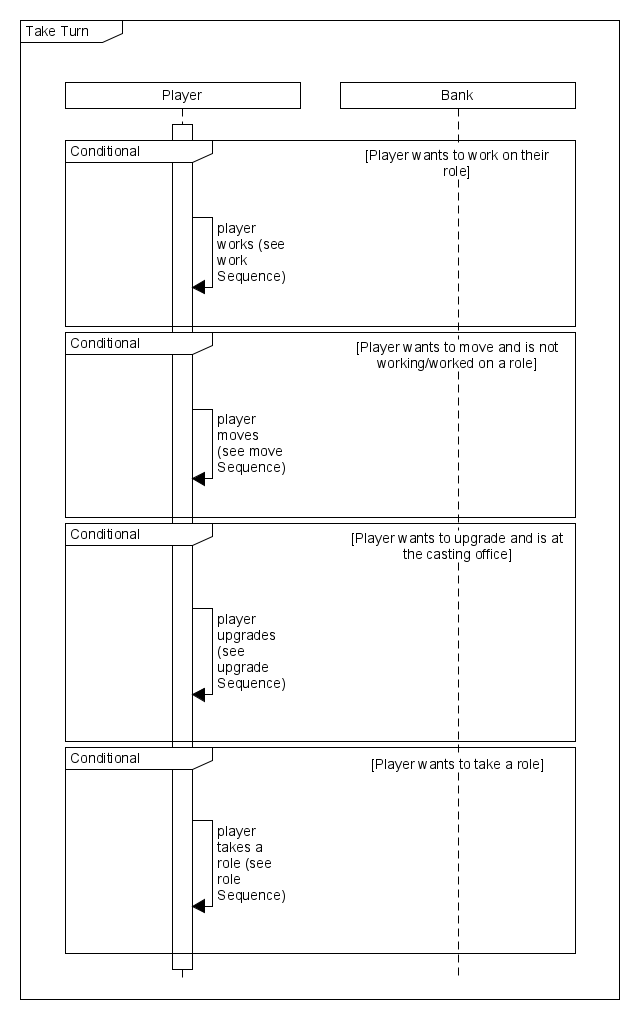 Take Turn
Player
Bank
Conditional
[Player wants to work on their
role]
player
works (see
work
Sequence)
Conditional
[Player wants to move and is not
working/worked on a role]
player
moves
(see move
Sequence)
Conditional
[Player wants to upgrade and is at
the casting office]
player
upgrades
(see
upgrade
Sequence)
Conditional
[Player wants to take a role]
player
takes a
role (see
role
Sequence)